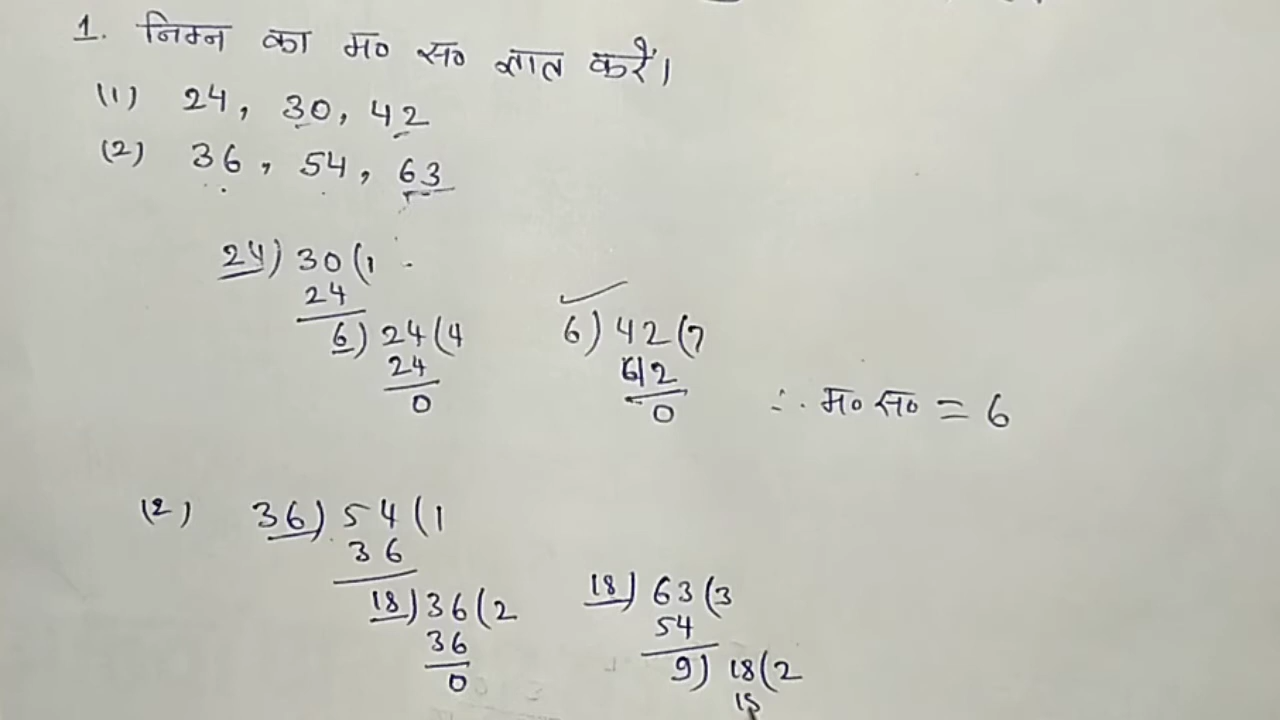 1. निम्न का म० स० ज्ञात करें।
(1) 24, 30, 42
(2) 36, 54, 63
24) 30 (1
24
6) 24 (4
24
0
6) 42 (7
42
0
∴ म० स० = 6
(2) 36) 54 (1
36
18) 36 (2
36
0
18) 63 (3
54
9) 18 (2
18